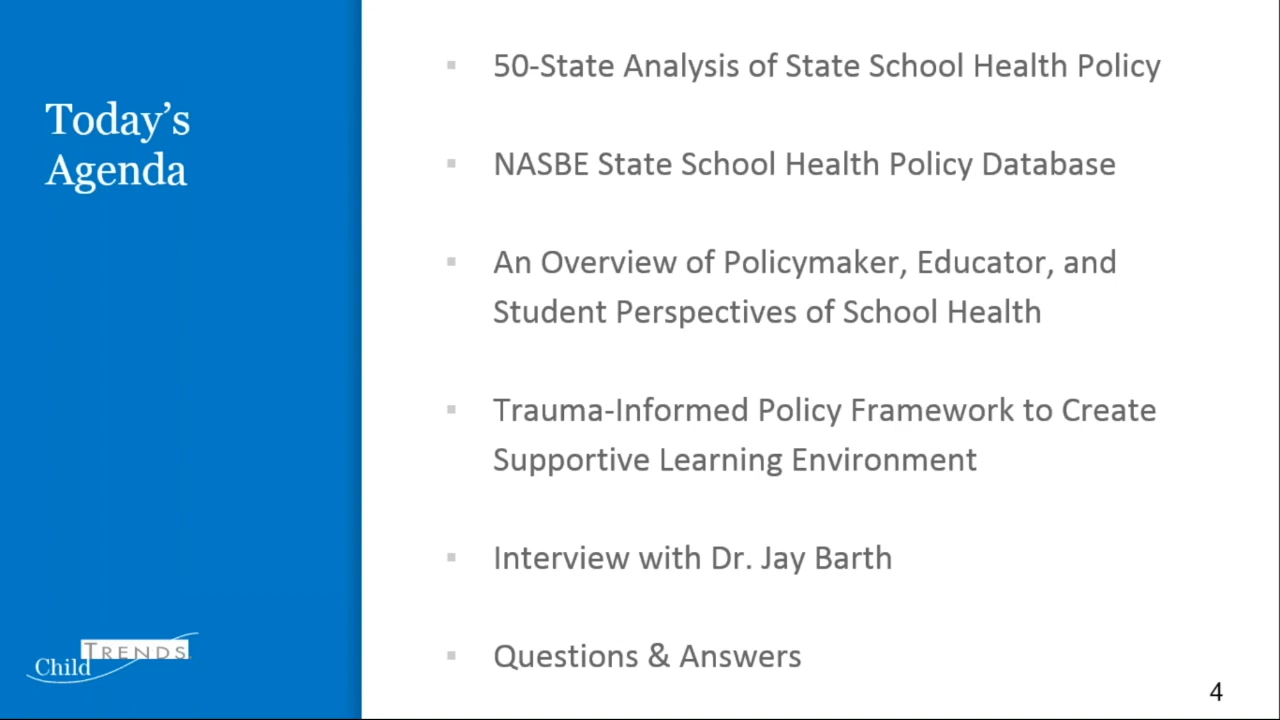 Today’s
Agenda
▪ 50-State Analysis of State School Health Policy
▪ NASBE State School Health Policy Database
▪ An Overview of Policymaker, Educator, and
Student Perspectives of School Health
▪ Trauma-Informed Policy Framework to Create
Supportive Learning Environment
▪ Interview with Dr. Jay Barth
▪ Questions & Answers
Child TRENDS
4